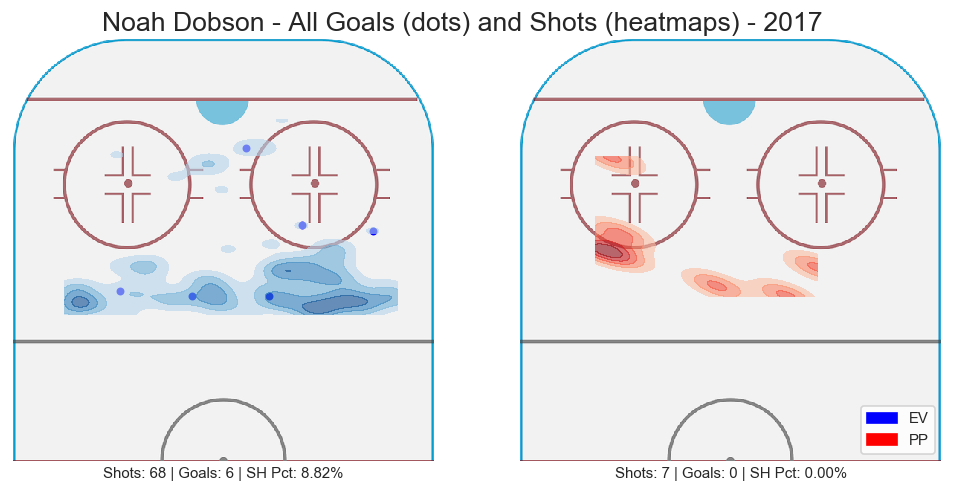 Noah Dobson - All Goals (dots) and Shots (heatmaps) - 2017
EV
PP
Shots: 68 | Goals: 6 | SH Pct: 8.82%
Shots: 7 | Goals: 0 | SH Pct: 0.00%